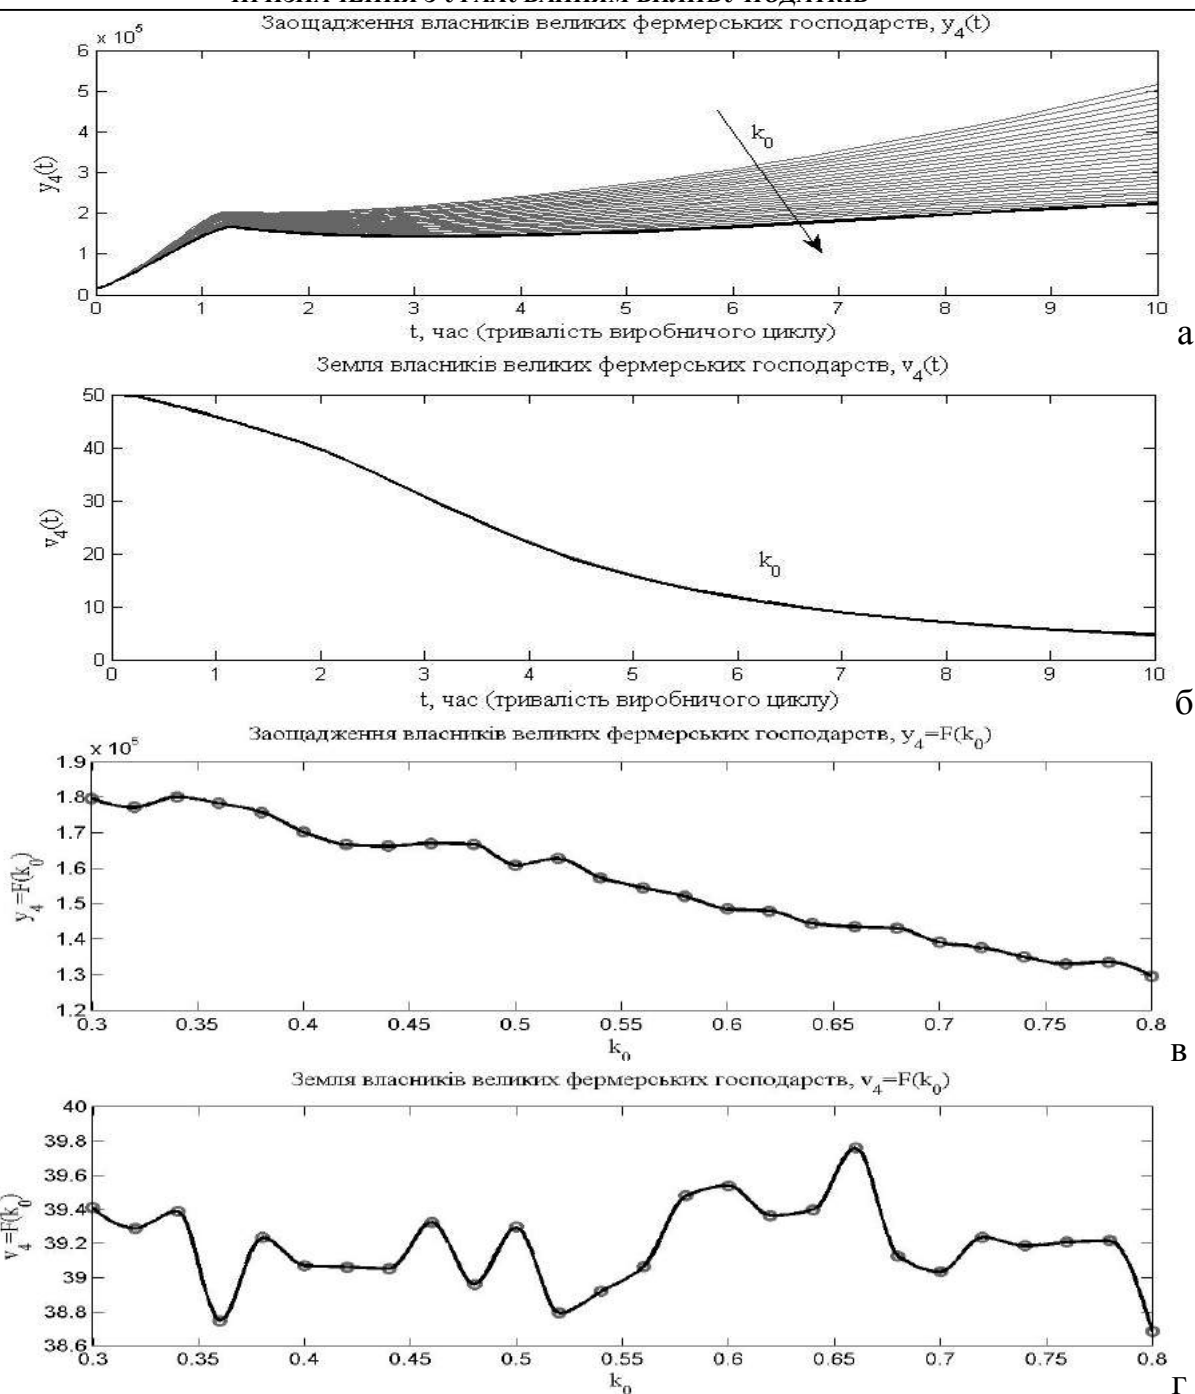 Заощадження власників великих фермерських господарств, y4(t)
x 10^5
6
5
4
3
2
1
0
y4(t)
k0
0 1 2 3 4 5 6 7 8 9 10
t, час (тривалість виробничого циклу)
а
Земля власників великих фермерських господарств, v4(t)
50
40
30
20
10
0
v4(t)
k0
0 1 2 3 4 5 6 7 8 9 10
t, час (тривалість виробничого циклу)
б
Заощадження власників великих фермерських господарств, y4=F(k0)
x 10^5
1.9
1.8
1.7
1.6
1.5
1.4
1.3
1.2
y4=F(k0)
0.3 0.35 0.4 0.45 0.5 0.55 0.6 0.65 0.7 0.75 0.8
k0
в
Земля власників великих фермерських господарств, v4=F(k0)
40
39.8
39.6
39.4
39.2
39
38.8
38.6
v4=F(k0)
0.3 0.35 0.4 0.45 0.5 0.55 0.6 0.65 0.7 0.75 0.8
k0
г